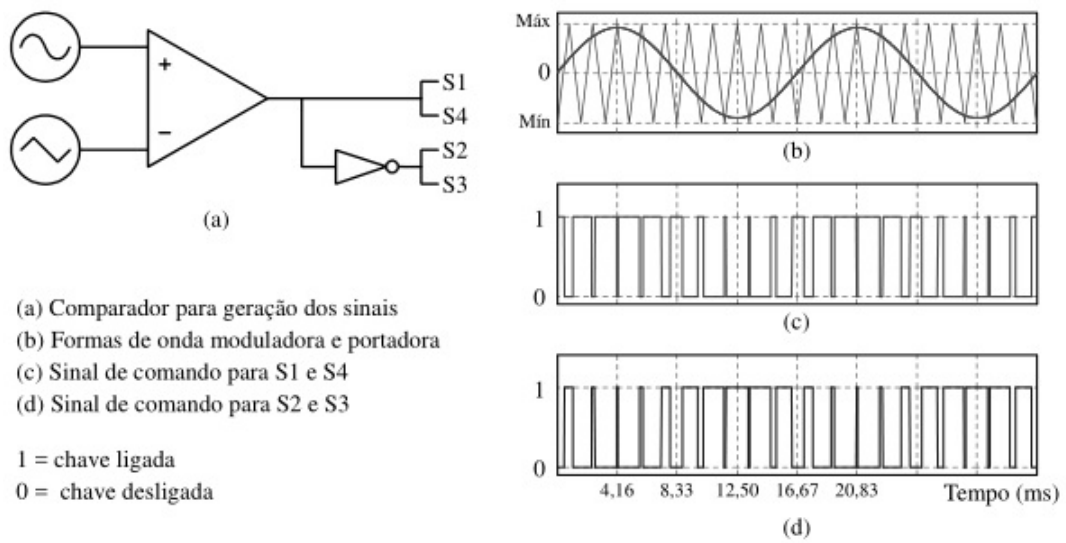 +
−
S1
S4
S2
S3
(a)
(a) Comparador para geração dos sinais
(b) Formas de onda moduladora e portadora
(c) Sinal de comando para S1 e S4
(d) Sinal de comando para S2 e S3
1 = chave ligada
0 = chave desligada
Máx
0
Mín
(b)
1
0
(c)
1
0
4,16 8,33 12,50 16,67 20,83 Tempo (ms)
(d)